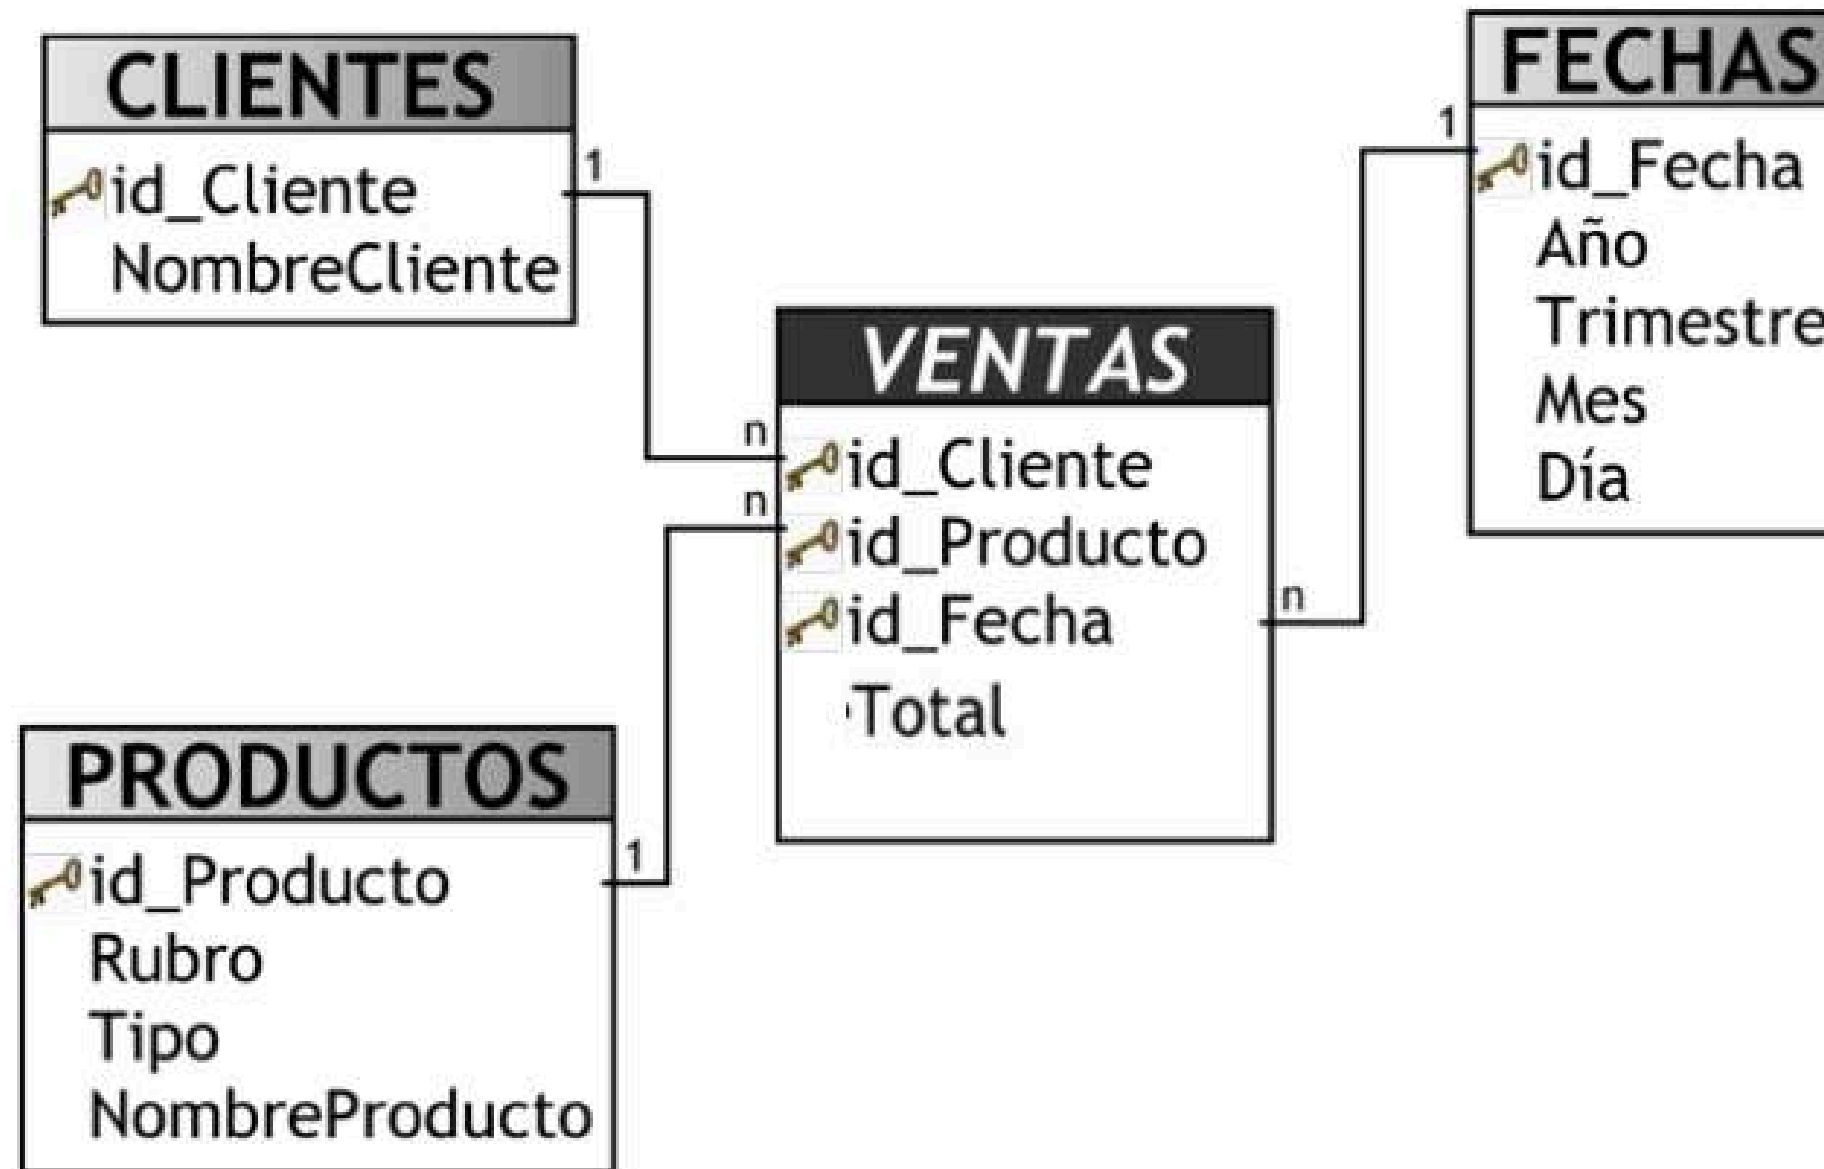 CLIENTES
1
id_Cliente
NombreCliente
FECHAS
1
id_Fecha
Año
Trimestre
Mes
Día
VENTAS
n
id_Cliente
n
id_Producto
id_Fecha
n
Total
PRODUCTOS
1
id_Producto
Rubro
Tipo
NombreProducto